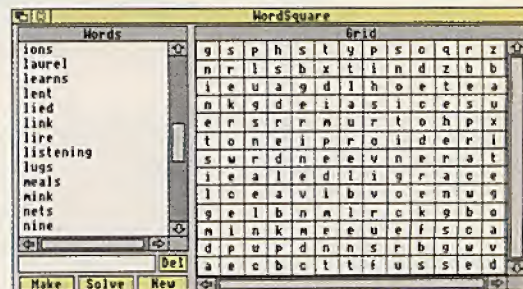 WordSquare
Words
ions
laurel
learns
lent
lied
link
lire
listening
lugs
meals
mink
nets
nine
Del
Make Solve New
Grid
g s p h s t y p s o q r z
n r l s b x t i n d z b b
i e u a g d l h o e t e a
n k g d e i a s i c e s u
e r s r r m u r t o h p x
t o n e i p r o i d e r i
s w r d n e e v n e r a t
i e a l e d l i g r a c e
l c e a v i b v o e n w g
g e l b n m l r c k g b o
m i n k m e e u e f s c a
d p u p d n n s r b g w v
a e c b c t t f u s s e d